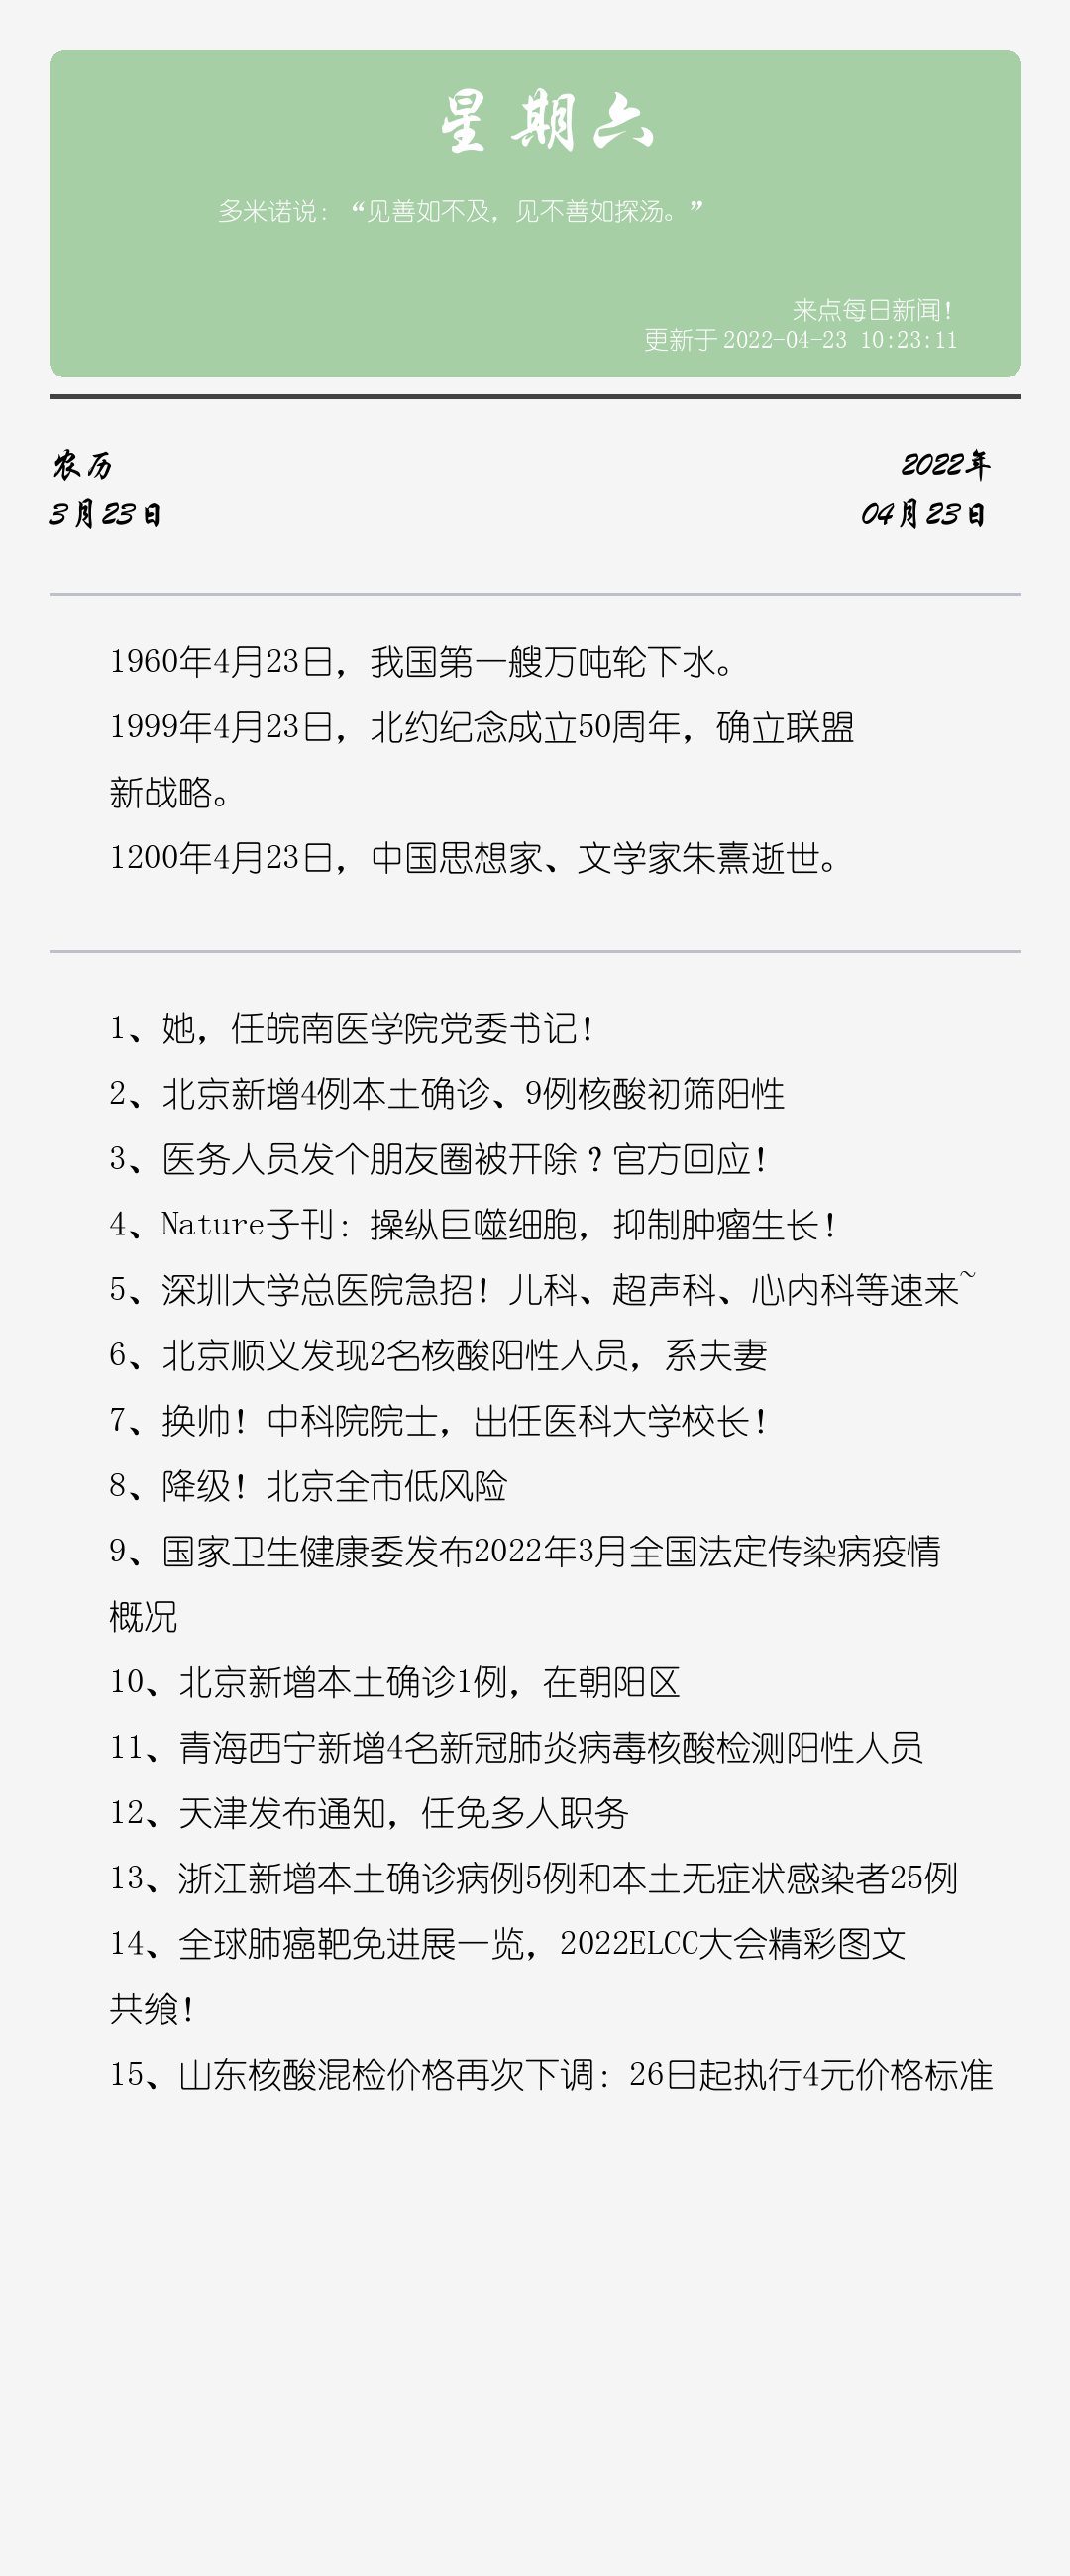 星期六
多米诺说：“见善如不及，见不善如探汤。”
来点每日新闻！
更新于 2022-04-23 10:23:11
农历
2022年
3月23日
04月23日
1960年4月23日，我国第一艘万吨轮下水。
1999年4月23日，北约纪念成立50周年，确立联盟
新战略。
1200年4月23日，中国思想家、文学家朱熹逝世。
1、她，任皖南医学院党委书记！
2、北京新增4例本土确诊、9例核酸初筛阳性
3、医务人员发个朋友圈被开除？官方回应！
4、Nature子刊：操纵巨噬细胞，抑制肿瘤生长！
5、深圳大学总医院急招！儿科、超声科、心内科等速来~
6、北京顺义发现2名核酸阳性人员，系夫妻
7、换帅！中科院院士，出任医科大学校长！
8、降级！北京全市低风险
9、国家卫生健康委发布2022年3月全国法定传染病疫情
概况
10、北京新增本土确诊1例，在朝阳区
11、青海西宁新增4名新冠肺炎病毒核酸检测阳性人员
12、天津发布通知，任免多人职务
13、浙江新增本土确诊病例5例和本土无症状感染者25例
14、全球肺癌靶免进展一览，2022ELCC大会精彩图文
共飨！
15、山东核酸混检价格再次下调：26日起执行4元价格标准